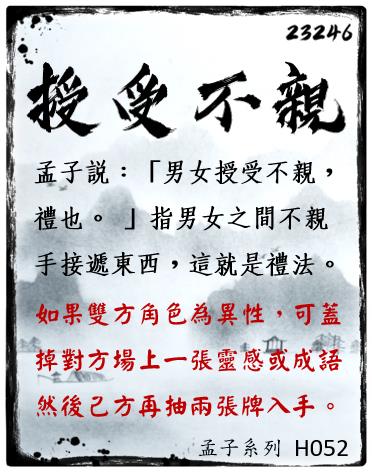 23246
授受不親
孟子說：「男女授受不親，
禮也。」指男女之間不親
手接遞東西，這就是禮法。
如果雙方角色為異性，可蓋
掉對方場上一張靈感或成語
然後己方再抽兩張牌入手。
孟子系列 H052